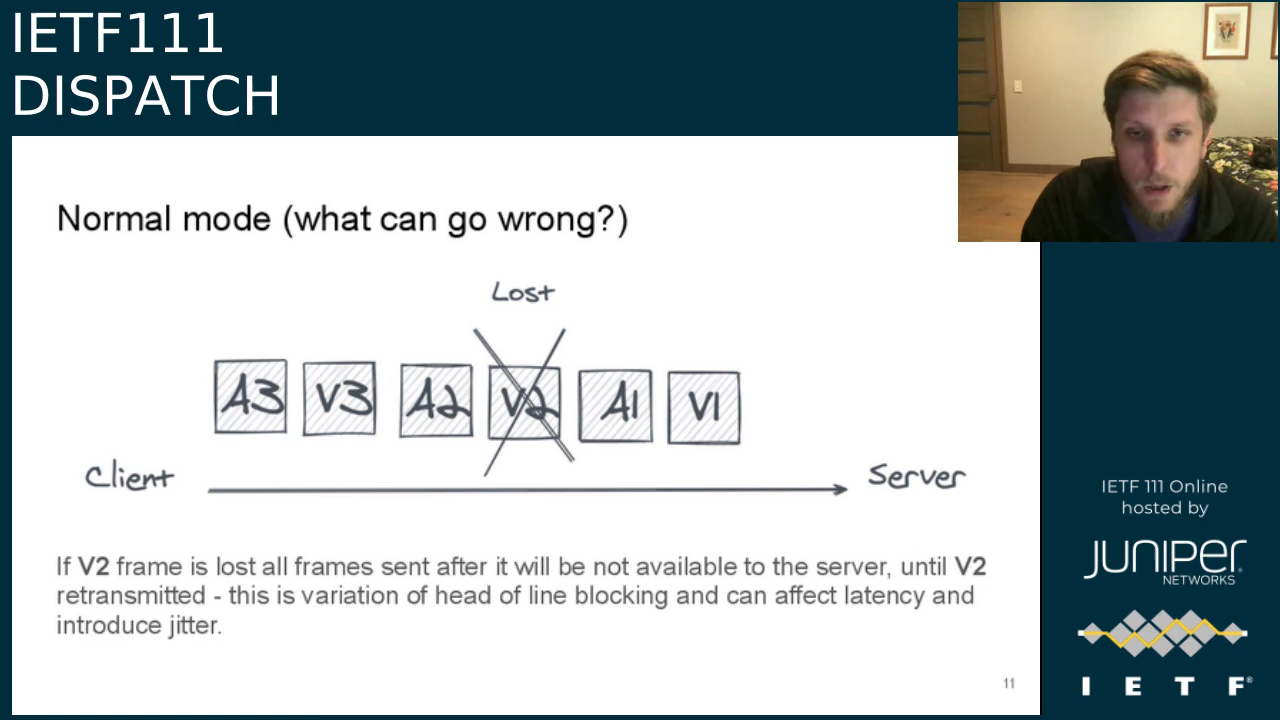 IETF111
DISPATCH
Normal mode (what can go wrong?)
Lost
A3 V3 A2 V2 A1 V1
Client Server
If V2 frame is lost all frames sent after it will be not available to the server, until V2
retransmitted - this is variation of head of line blocking and can affect latency and
introduce jitter.
11
IETF 111 Online
hosted by
JUNIPER
NETWORKS
I E T F®